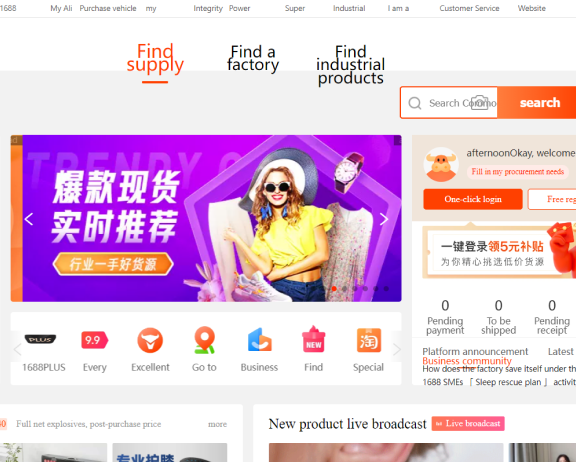 1688 My Ali Purchase vehicle my Integrity Power Super Industrial I am a Customer Service Website
Find supply
Find a factory
Find industrial products
Search Commo
search
TRENDY
爆款现货
实时推荐
行业一手好货源
afternoonOkay, welcome
Fill in my procurement needs
One-click login
Free reg
一键登录领5元补贴
为你精心挑选低价货源
0 0 0
Pending payment
To be shipped
Pending receipt
PLUS
9.9
NEW
淘
1688PLUS Every Excellent Go to Business Find Special
Platform announcement Latest
Business community
How does the factory save itself under th
1688 SMEs 「 Sleep rescue plan 」 activit
Full net explosives, post-purchase price more
New product live broadcast Live broadcast
专业护膝